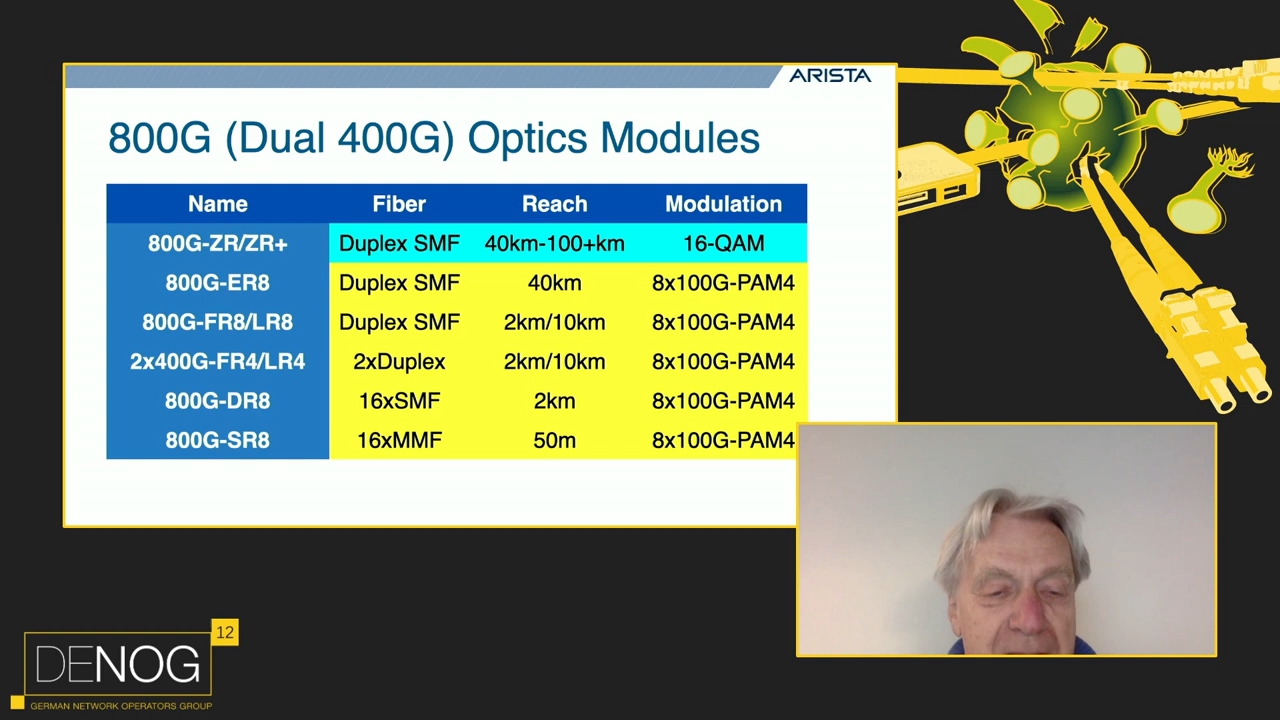 ARISTA
800G (Dual 400G) Optics Modules
Name Fiber Reach Modulation
800G-ZR/ZR+ Duplex SMF 40km-100+km 16-QAM
800G-ER8 Duplex SMF 40km 8x100G-PAM4
800G-FR8/LR8 Duplex SMF 2km/10km 8x100G-PAM4
2x400G-FR4/LR4 2xDuplex 2km/10km 8x100G-PAM4
800G-DR8 16xSMF 2km 8x100G-PAM4
800G-SR8 16xMMF 50m 8x100G-PAM4
12
DENOG
GERMAN NETWORK OPERATORS GROUP